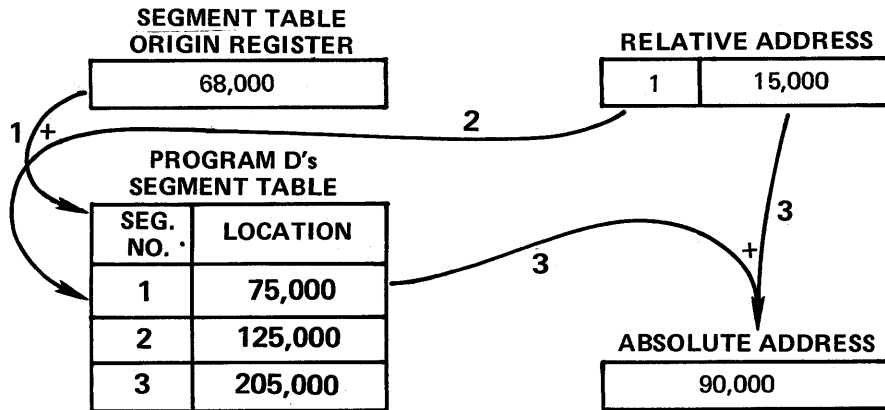 SEGMENT TABLE
ORIGIN REGISTER
68,000
RELATIVE ADDRESS
1 15,000
1 +
2
PROGRAM D's
SEGMENT TABLE
SEG. NO. LOCATION
1 75,000
2 125,000
3 205,000
3
+
3
ABSOLUTE ADDRESS
90,000